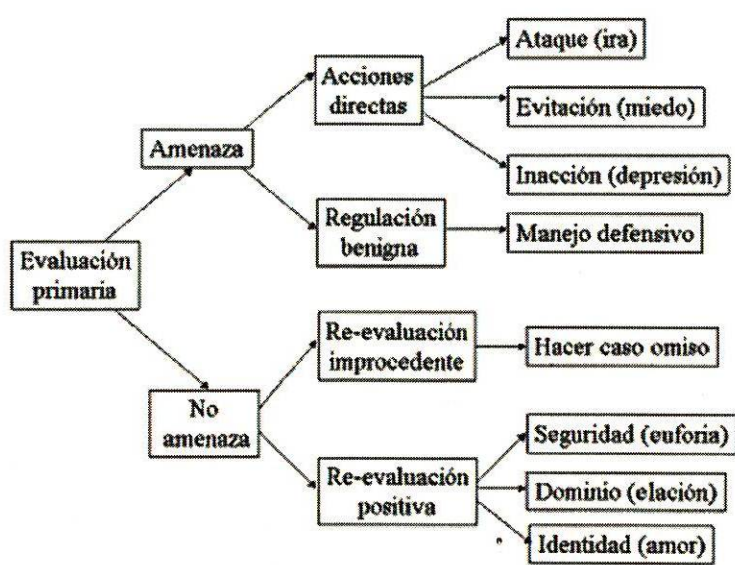 Ataque (ira)
Acciones
directas
Evitación (miedo)
Amenaza
Inacción (depresión)
Regulación
benigna
Manejo defensivo
Evaluación
primaria
Re-evaluación
improcedente
Hacer caso omiso
No
amenaza
Seguridad (euforia)
Re-evaluación
positiva
Dominio (elación)
Identidad (amor)